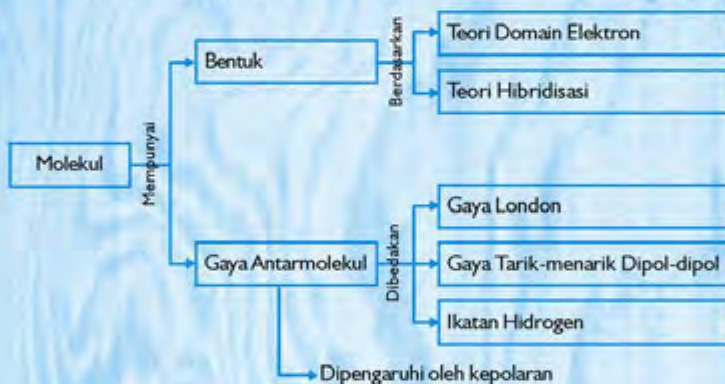 Molekul
Mempunyai
Bentuk
Berdasarkan
Teori Domain Elektron
Teori Hibridisasi
Gaya Antarmolekul
Dibedakan
Gaya London
Gaya Tarik-menarik Dipol-dipol
Ikatan Hidrogen
Dipengaruhi oleh kepolaran